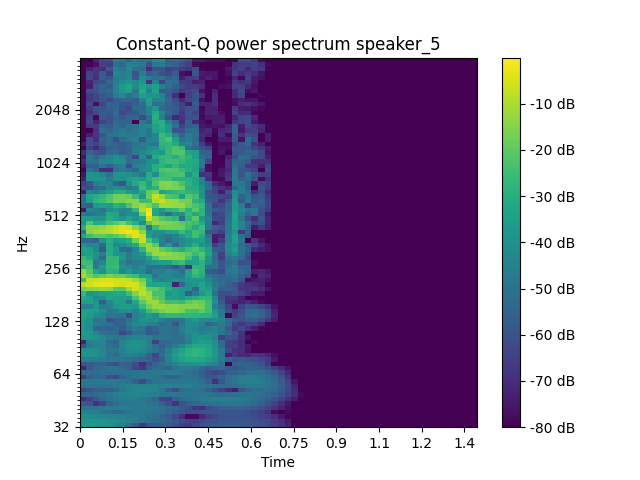 Constant-Q power spectrum speaker_5
Hz
2048
1024
512
256
128
64
32
0 0.15 0.3 0.45 0.6 0.75 0.9 1.1 1.2 1.4
Time
-10 dB
-20 dB
-30 dB
-40 dB
-50 dB
-60 dB
-70 dB
-80 dB